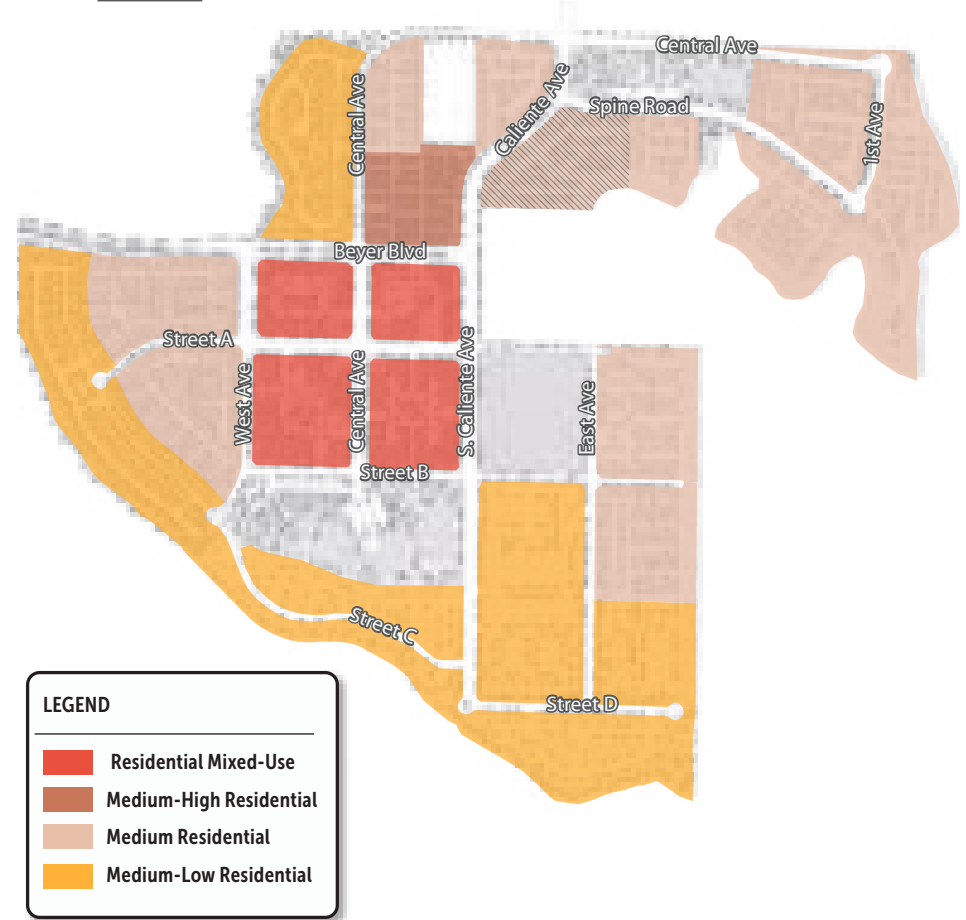 Central Ave
Central Ave
Caliente Ave
Spine Road
1st Ave
Beyer Blvd
Street A
West Ave
Central Ave
S. Caliente Ave
East Ave
Street B
Street C
Street D
LEGEND
Residential Mixed-Use
Medium-High Residential
Medium Residential
Medium-Low Residential